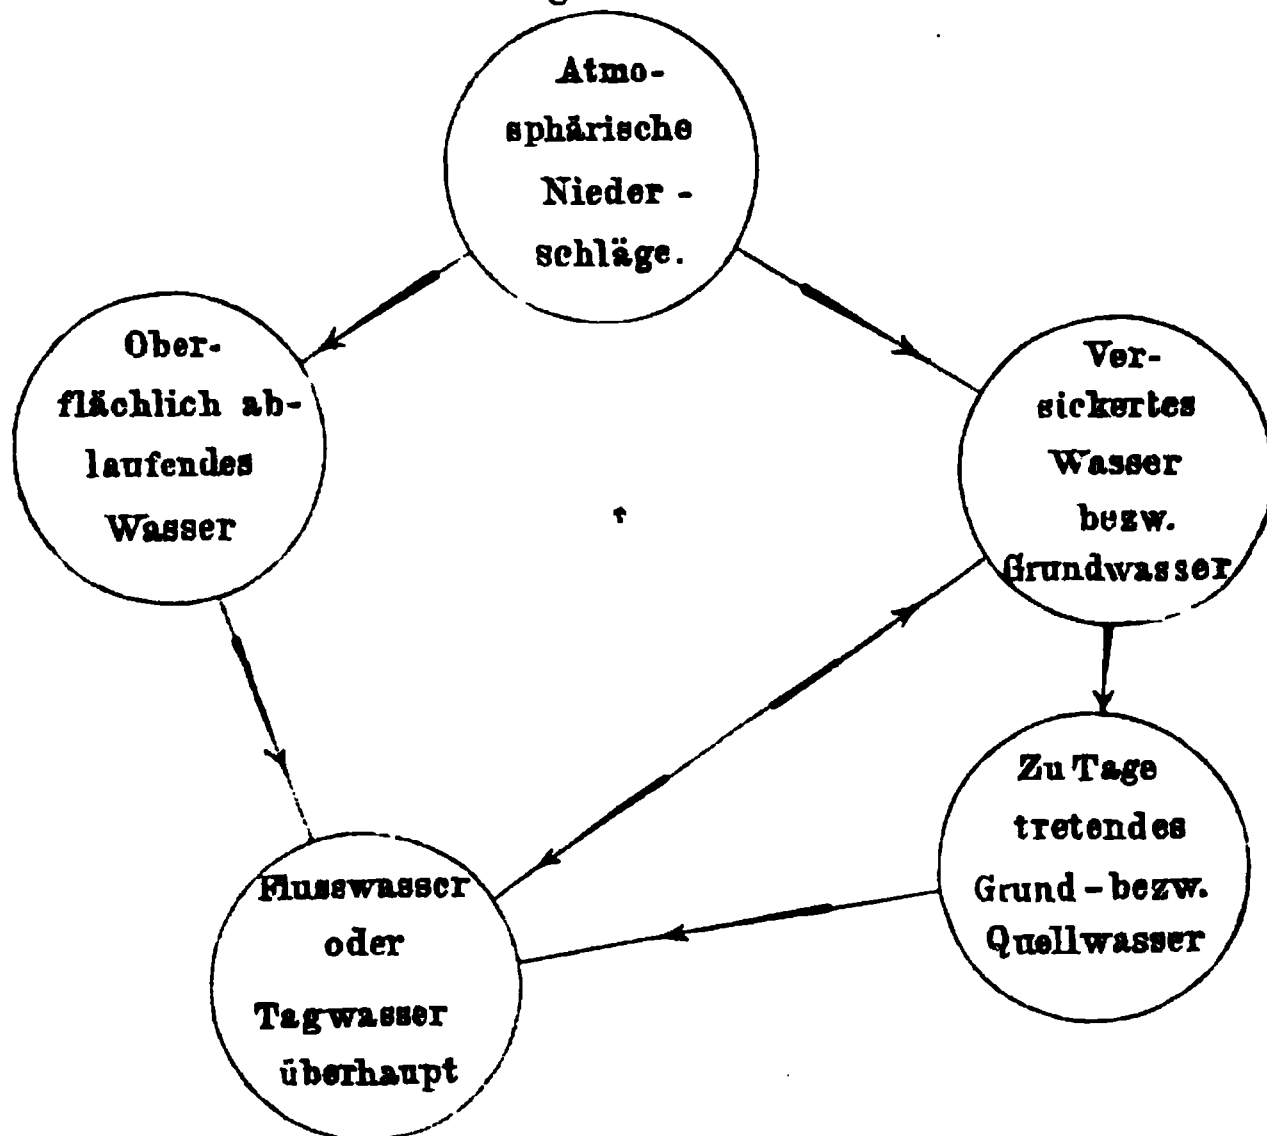 Atmo-
sphärische
Nieder-
schläge.
Ober-
flächlich ab-
laufendes
Wasser
Ver-
sickertes
Wasser
bezw.
Grundwasser
Zu Tage
tretendes
Grund-bezw.
Quellwasser
Flusswasser
oder
Tagwasser
überhaupt